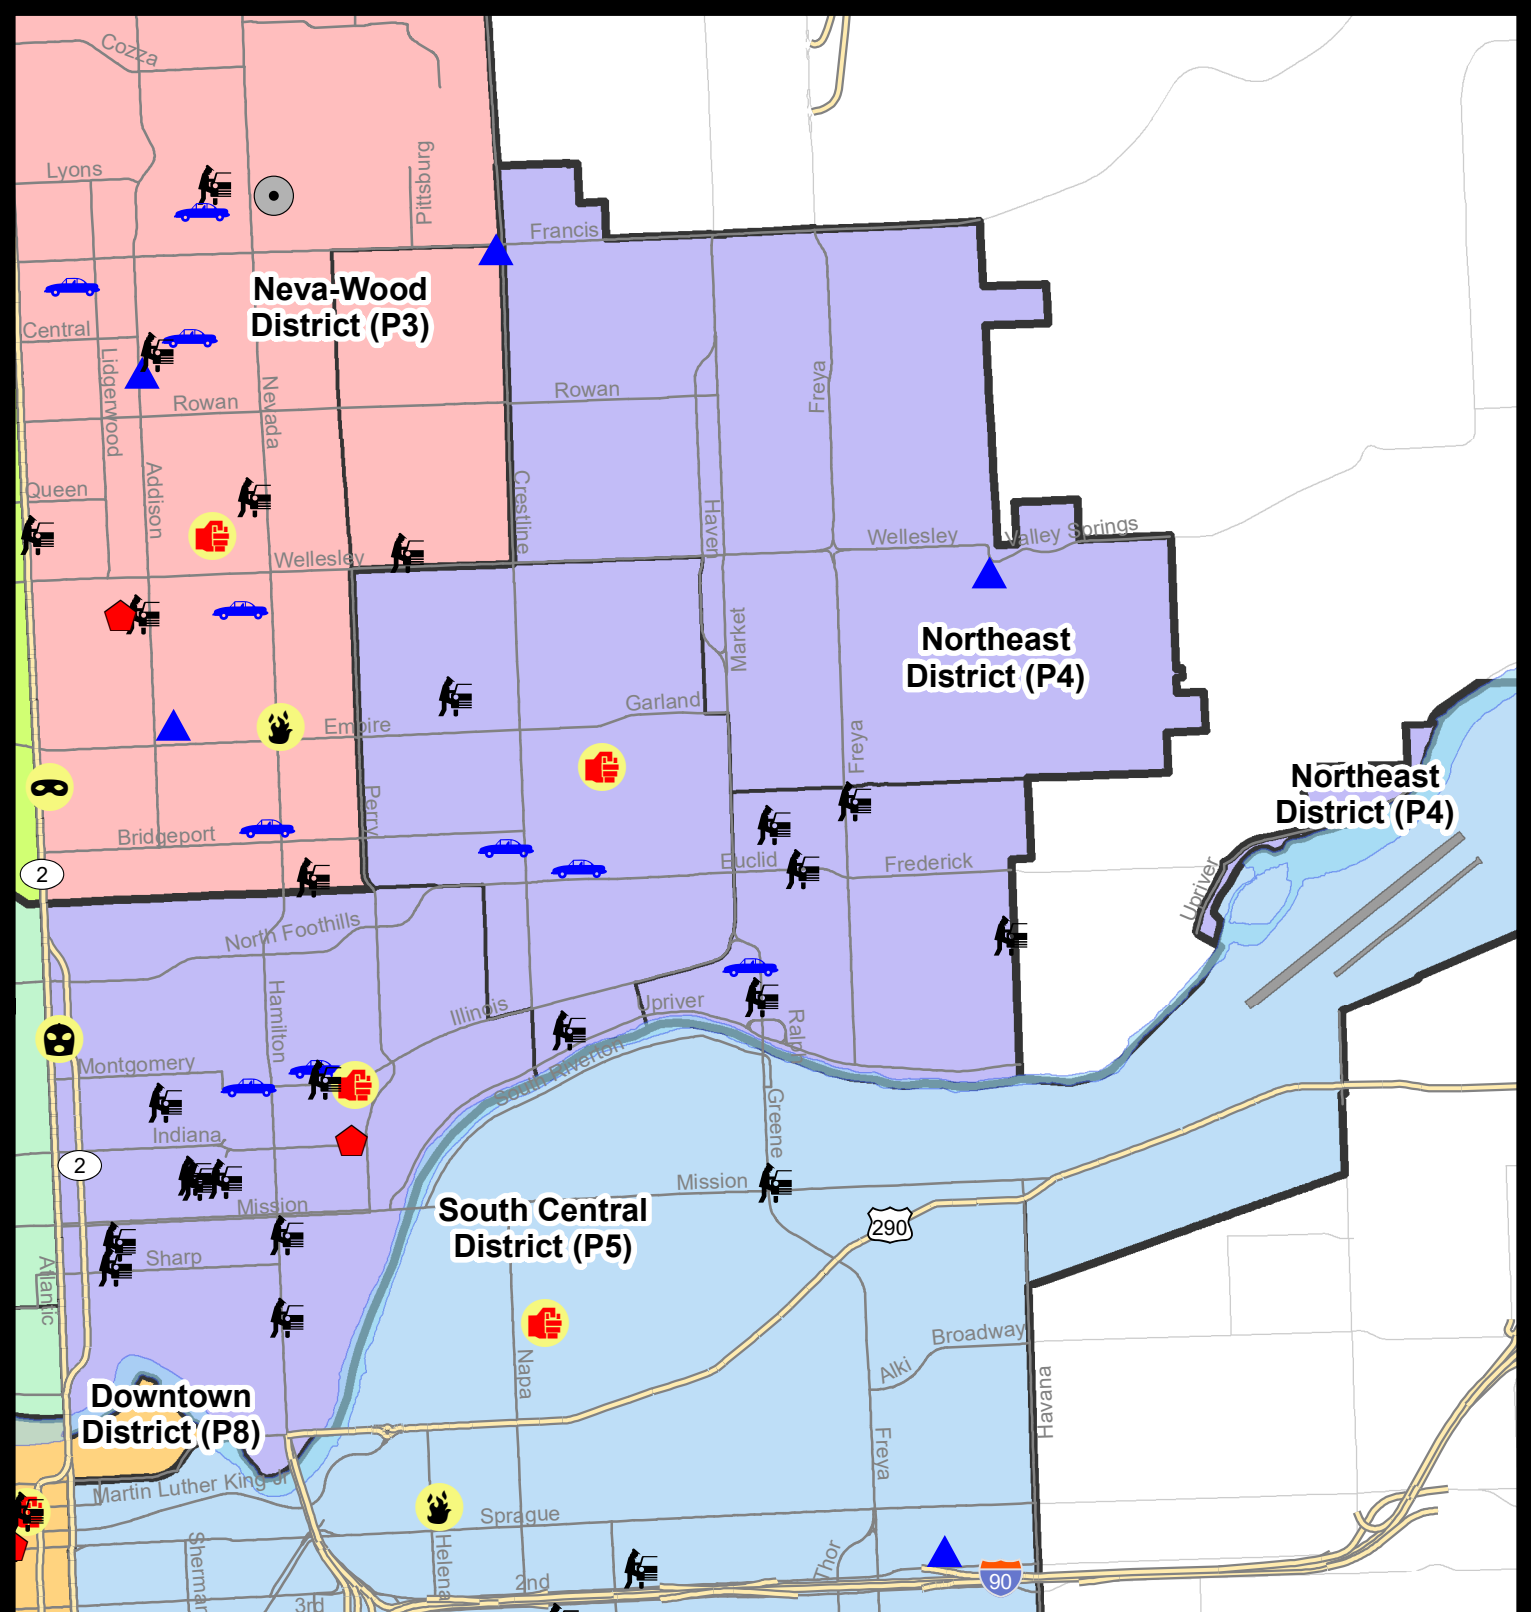 Cozza
Lyons
Pittsburg
Francis
Neva-Wood
District (P3)
Central
Lidgerwood
Nevada
Freya
Rowan
Rowan
Queen
Addison
Crestline
Haven
Wellesley
Valley Springs
Wellesley
Market
Northeast
District (P4)
Garland
Empire
Freya
Northeast
District (P4)
Perry
Bridgeport
Euclid
Frederick
2
Upriver
North Foothills
Hamilton
Illinois
Upriver
Ralph
South Riverton
Montgomery
Greene
Indiana
2
Mission
Mission
South Central
District (P5)
290
Atlantic
Sharp
Broadway
Alki
Napa
Havana
Downtown
District (P8)
Freya
Martin Luther King Jr
Sprague
Sherman
Helena
Thor
2nd
90
3rd